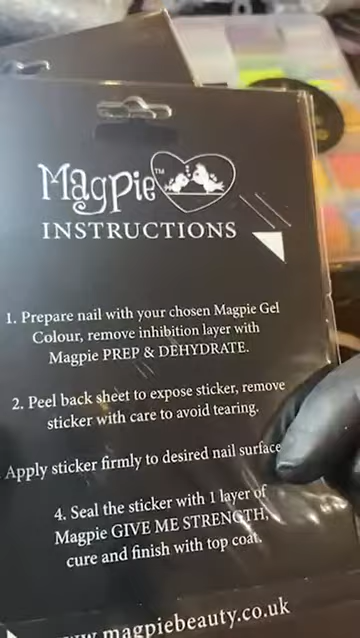 Magpie™
INSTRUCTIONS
1. Prepare nail with your chosen Magpie Gel
Colour, remove inhibition layer with
Magpie PREP & DEHYDRATE.
2. Peel back sheet to expose sticker, remove
sticker with care to avoid tearing.
Apply sticker firmly to desired nail surface
4. Seal the sticker with 1 layer of
Magpie GIVE ME STRENGTH,
cure and finish with top coat.
www.magpiebeauty.co.uk